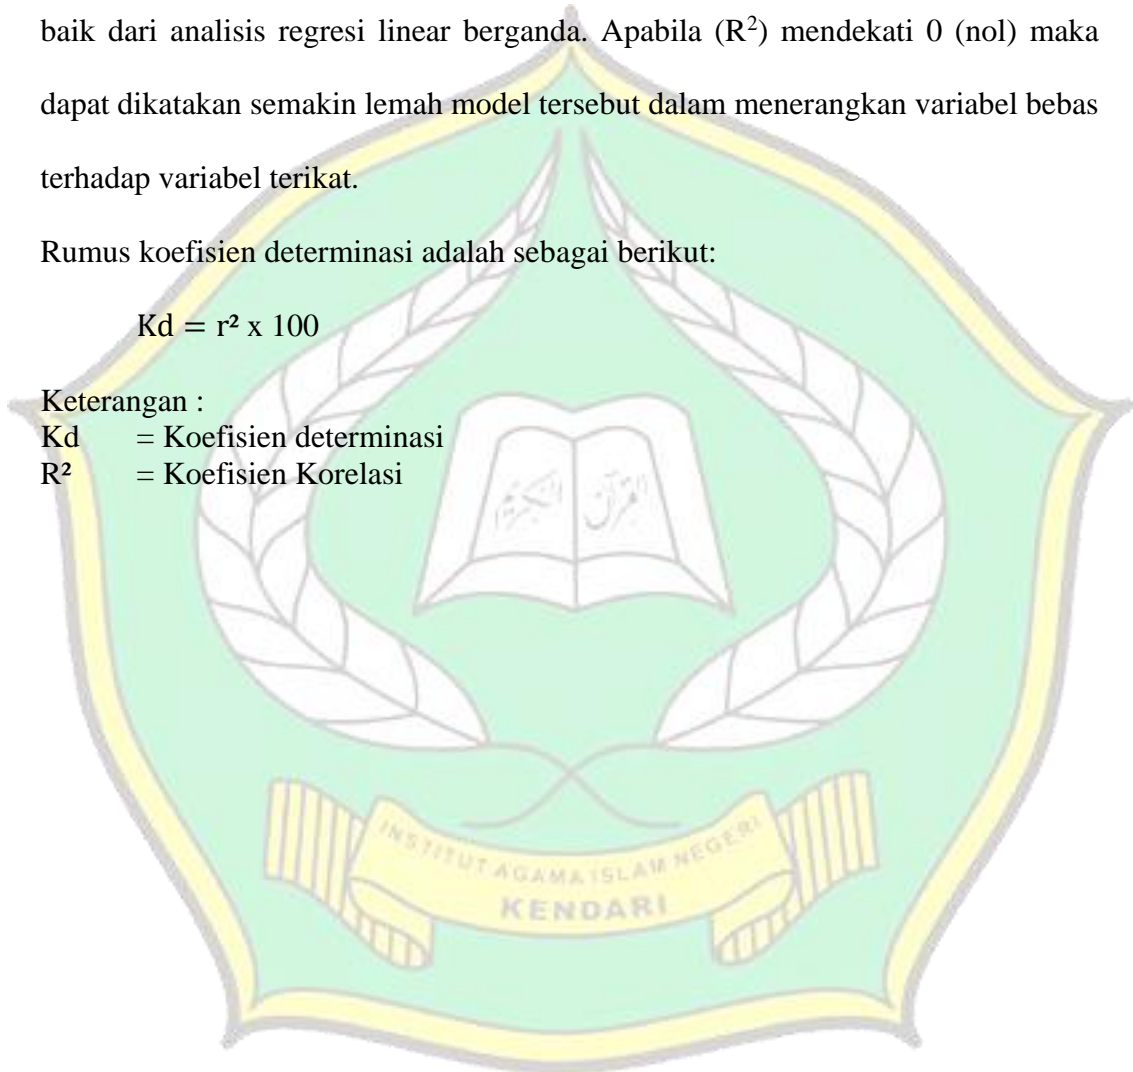 baik dari analisis regresi linear berganda. Apabila (R²) mendekati 0 (nol) maka
dapat dikatakan semakin lemah model tersebut dalam menerangkan variabel bebas
terhadap variabel terikat.
Rumus koefisien determinasi adalah sebagai berikut:
Kd = r² x 100
Keterangan :
Kd = Koefisien determinasi
R² = Koefisien Korelasi
القرآن الكريم
INSTITUT AGAMA ISLAM NEGERI
KENDARI